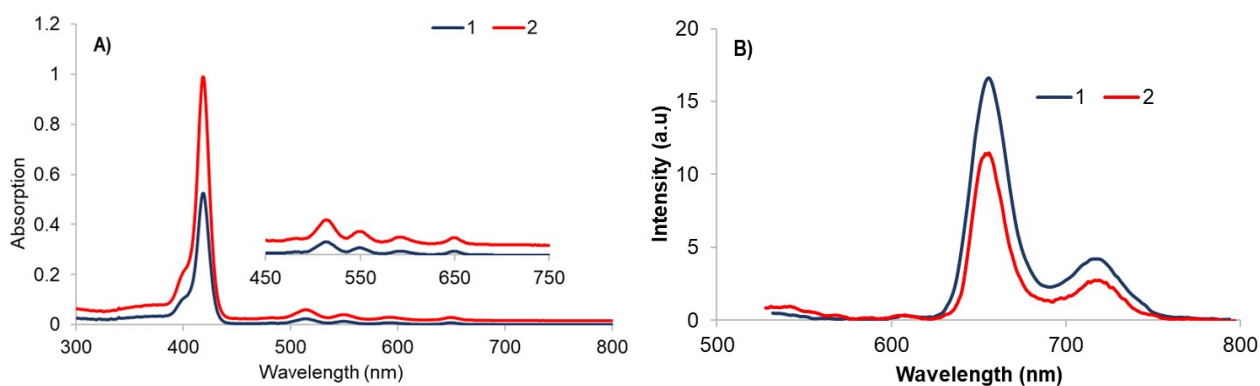 A)
1 2
Absorption
1.2
1
0.8
0.6
0.4
0.2
0
450 550 650 750
300 400 500 600 700 800
Wavelength (nm)
B)
1 2
Intensity (a.u)
20
15
10
5
0
500 600 700 800
Wavelength (nm)